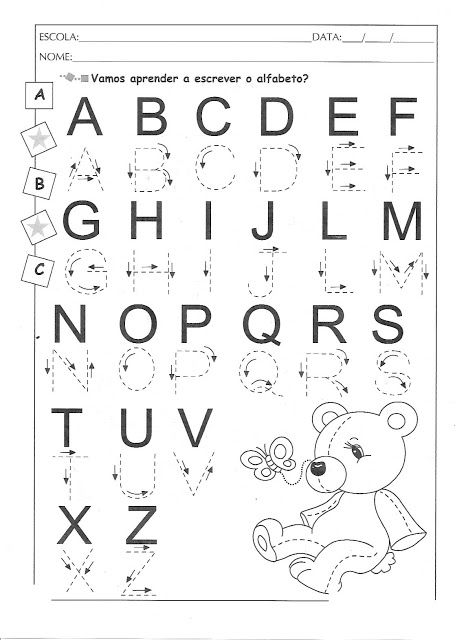 ESCOLA: DATA: / /
NOME:
Vamos aprender a escrever o alfabeto?
A
A B C D E F
A B C D E F
B
G H I J L M
G H I J L M
C
N O P Q R S
N O P Q R S
T U V
T U V
X Z
X Z